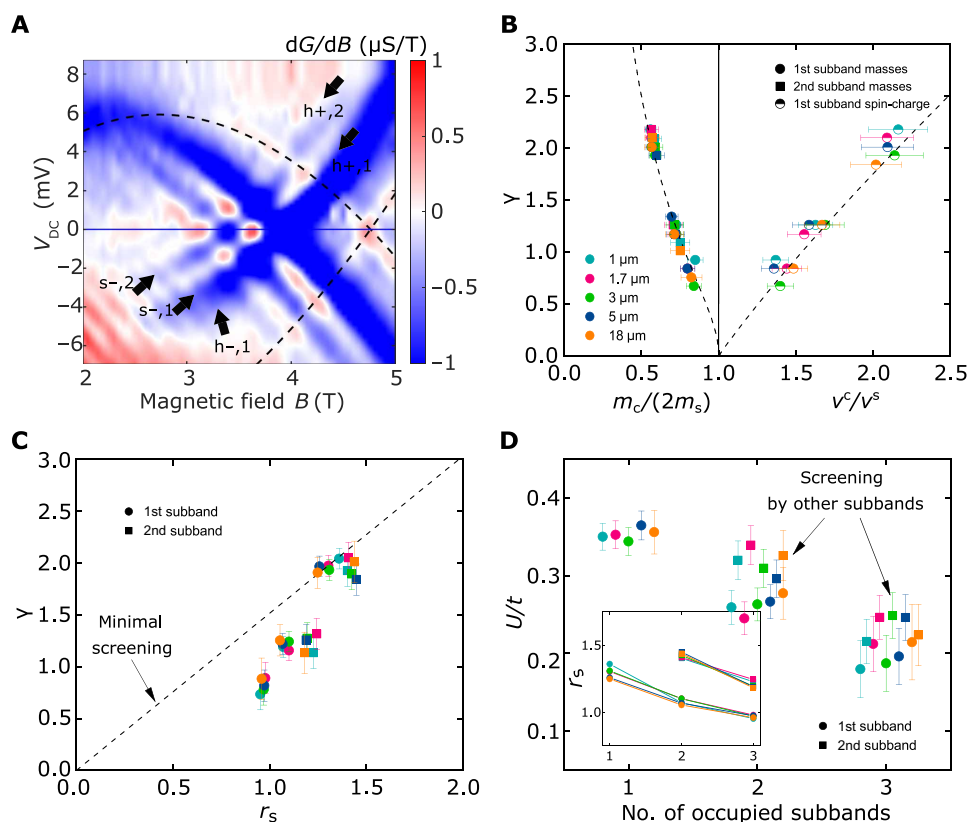 A
dG/dB (μS/T)
V_DC (mV)
8
6
4
2
0
−2
−4
−6
h+,2
h+,1
s−,2
s−,1
h−,1
2
3
4
5
Magnetic field B (T)
1
0.5
0
−0.5
−1
B
γ
3.0
2.5
2.0
1.5
1.0
0.5
0.0
1st subband masses
2nd subband masses
1st subband spin-charge
1 μm
1.7 μm
3 μm
5 μm
18 μm
0.0 0.5 1.0 1.5 2.0 2.5
m_c/(2m_s) v^c/v^s
C
γ
3.0
2.5
2.0
1.5
1.0
0.5
0.0
1st subband
2nd subband
Minimal
screening
0.0 0.5 1.0 1.5 2.0
r_s
D
U/t
0.4
0.3
0.2
0.1
Screening
by other subbands
r_s
1.5
1.0
1 2 3
1st subband
2nd subband
1 2 3
No. of occupied subbands